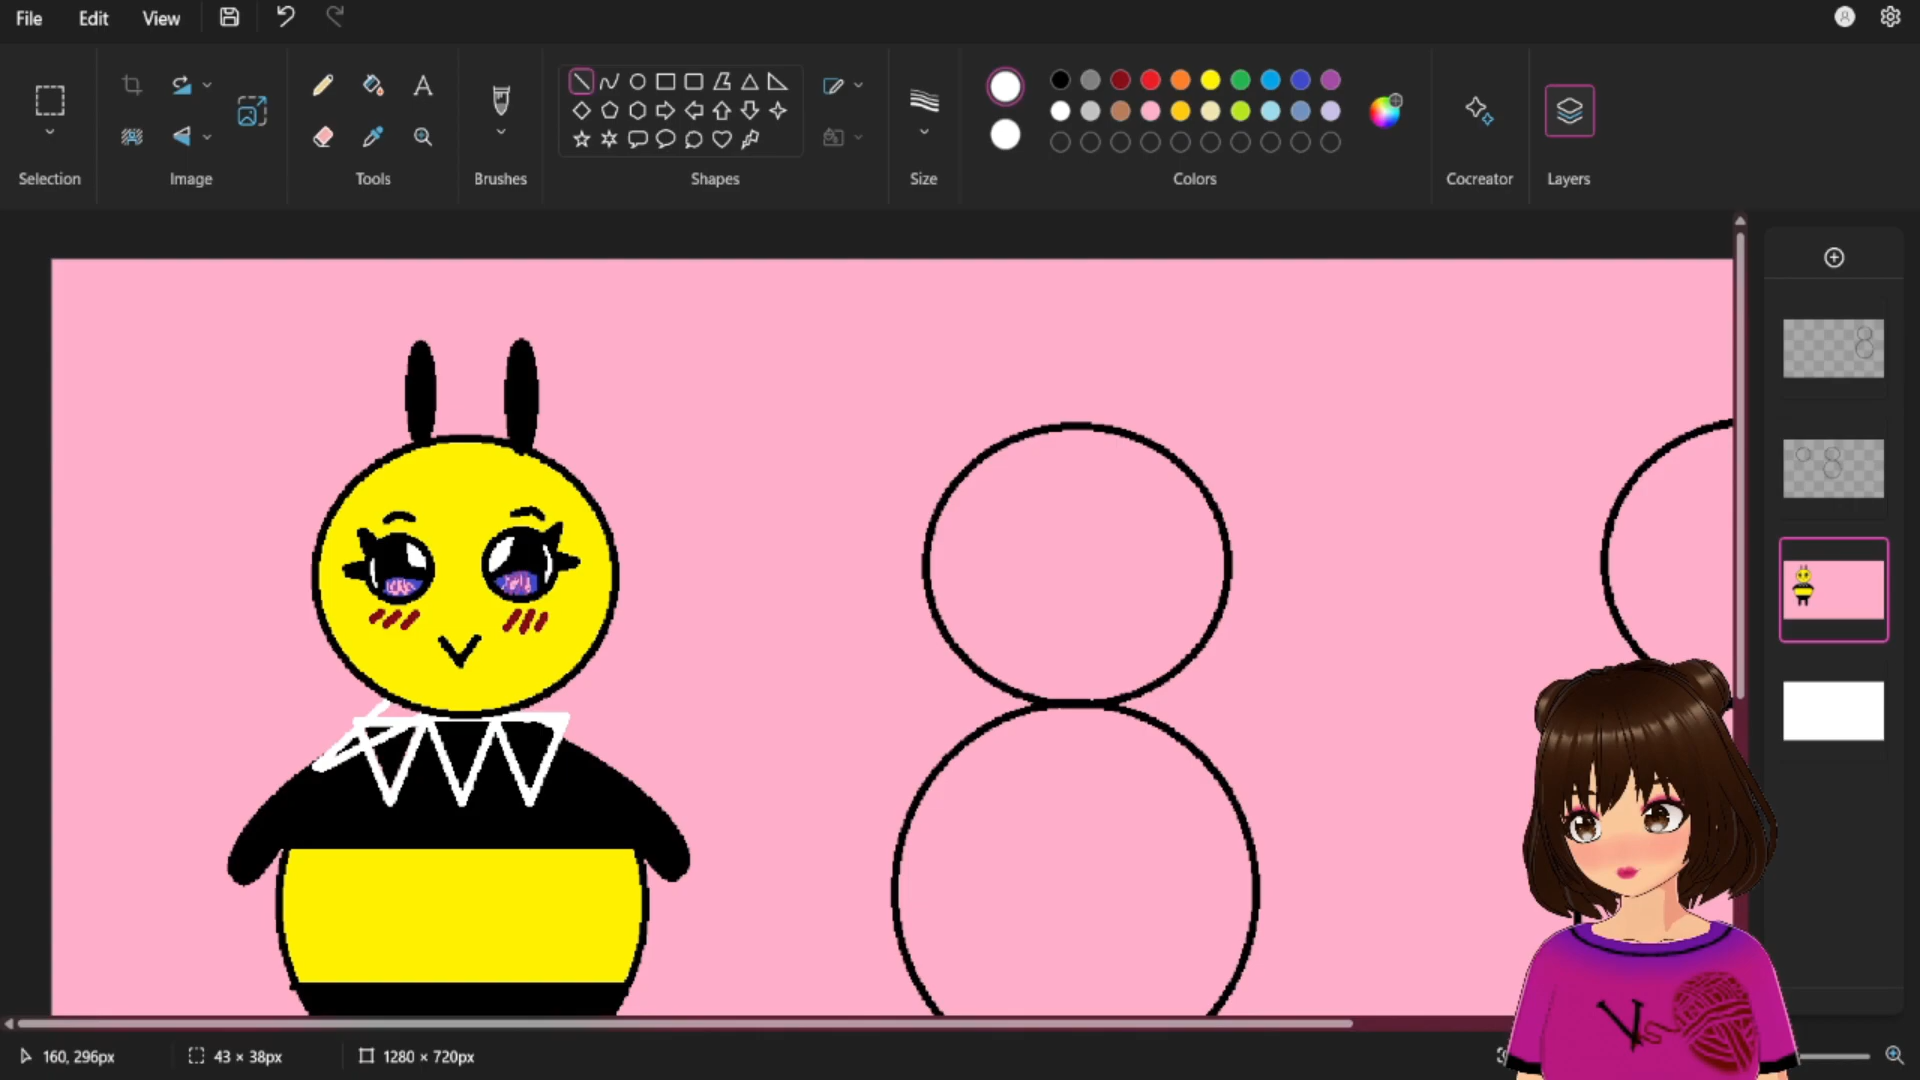 File Edit View
Selection Image Tools Brushes Shapes Size Colors Cocreator Layers
160, 296px 43 × 38px 1280 × 720px